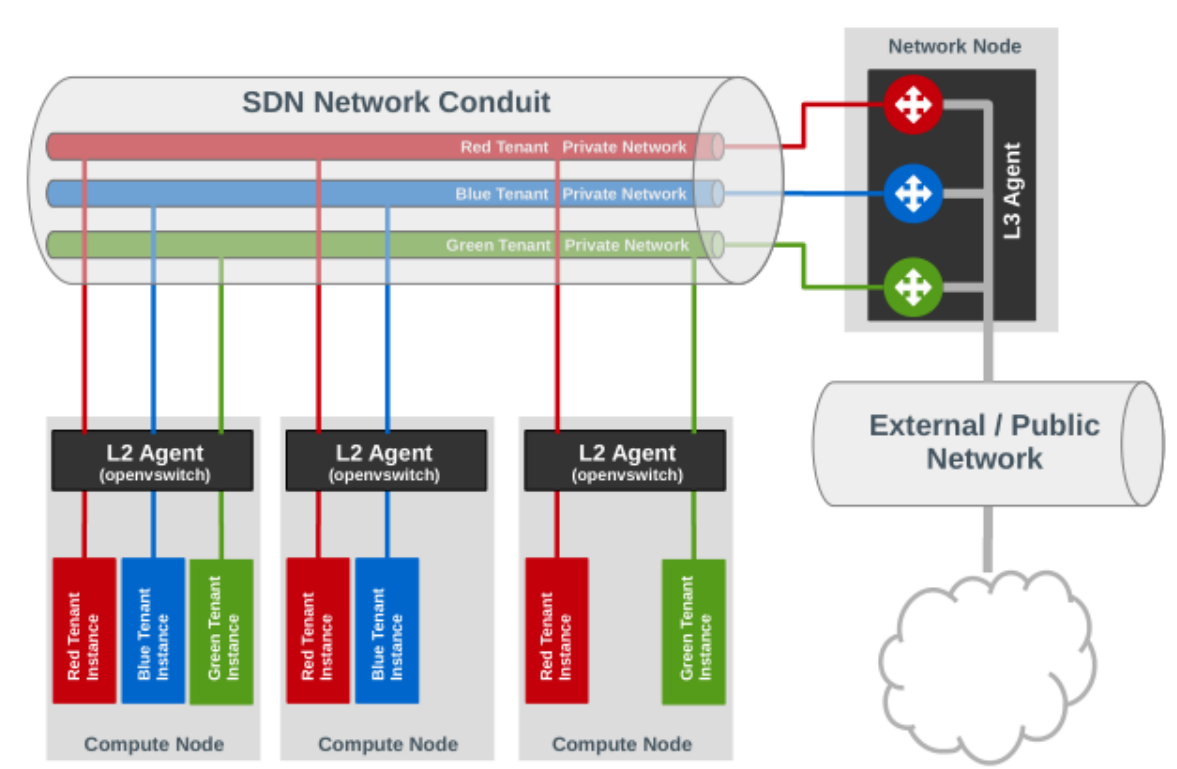 Network Node
SDN Network Conduit
Red Tenant Private Network
Blue Tenant Private Network
Green Tenant Private Network
L3 Agent
External / Public
Network
L2 Agent
(openvswitch)
Red Tenant
Instance
Blue Tenant
Instance
Green Tenant
Instance
Compute Node
L2 Agent
(openvswitch)
Red Tenant
Instance
Blue Tenant
Instance
Compute Node
L2 Agent
(openvswitch)
Red Tenant
Instance
Green Tenant
Instance
Compute Node